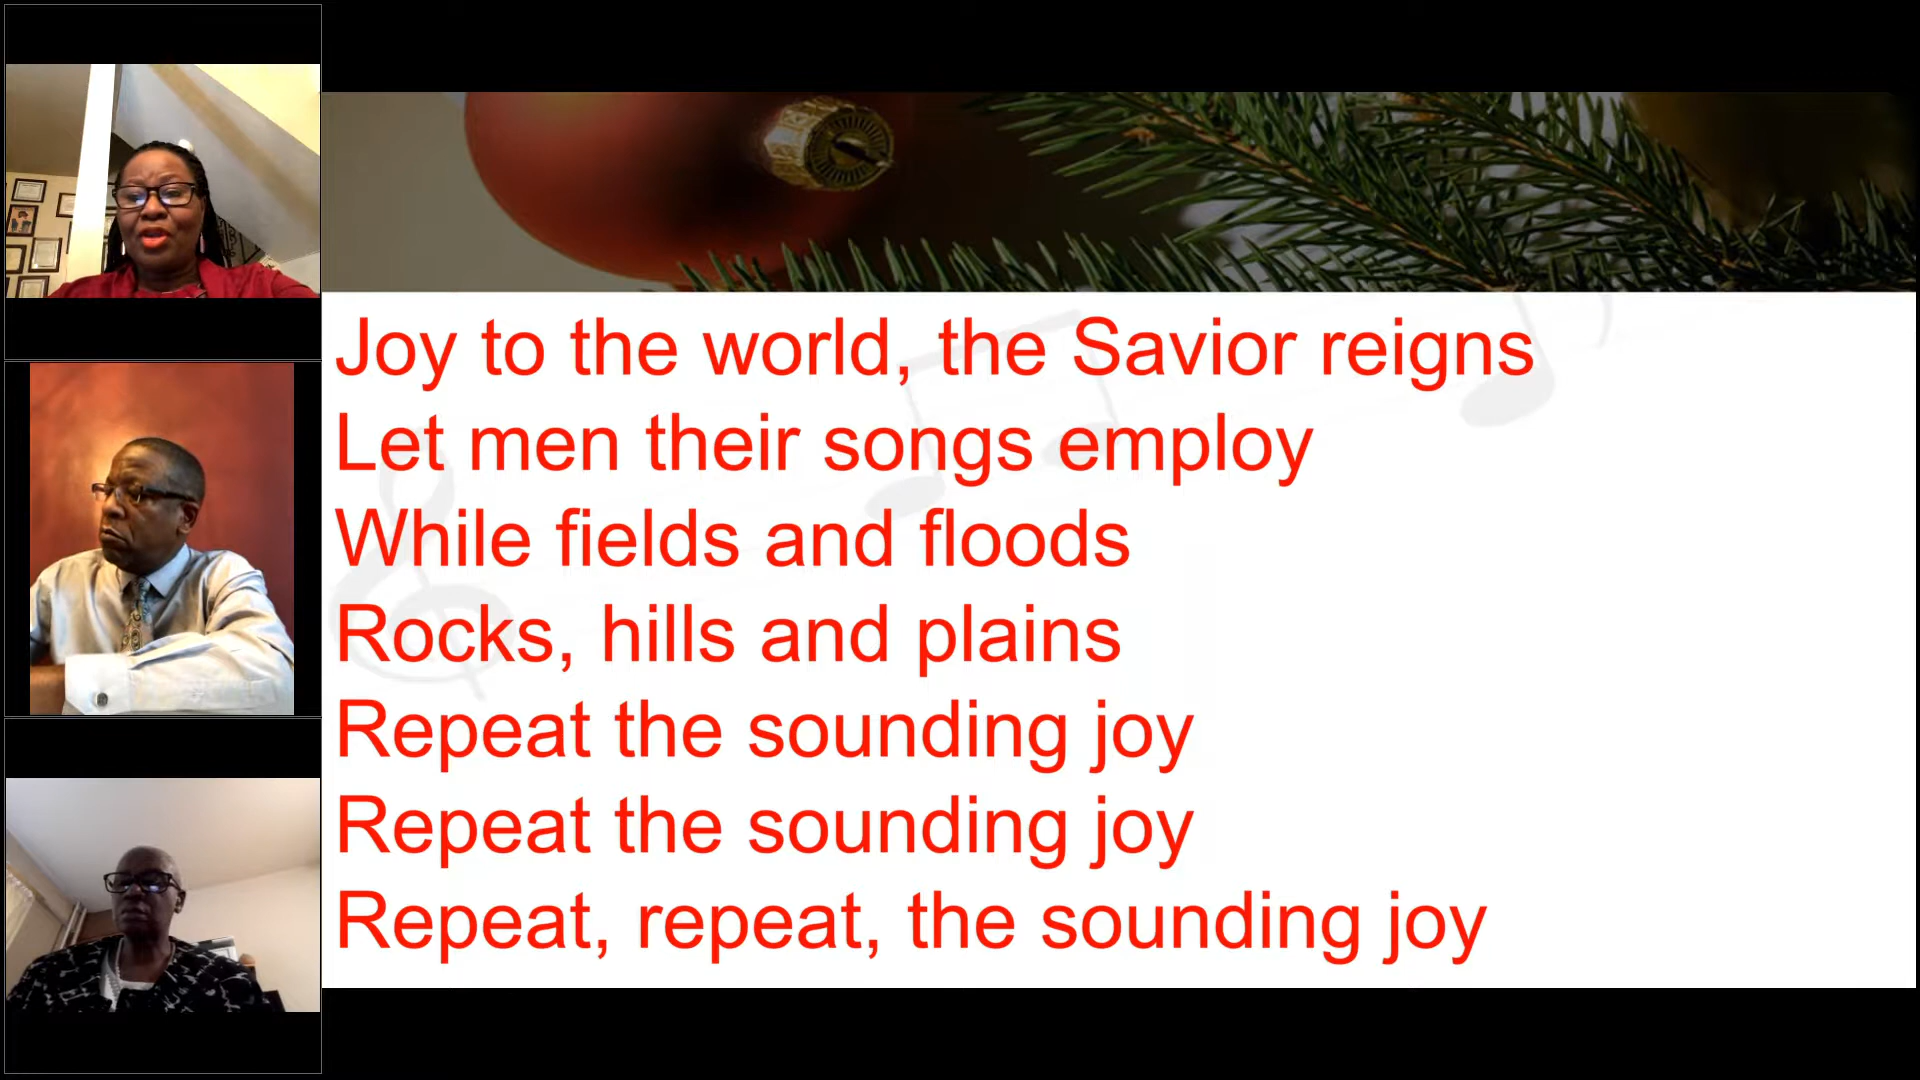 Joy to the world, the Savior reigns
Let men their songs employ
While fields and floods
Rocks, hills and plains
Repeat the sounding joy
Repeat the sounding joy
Repeat, repeat, the sounding joy